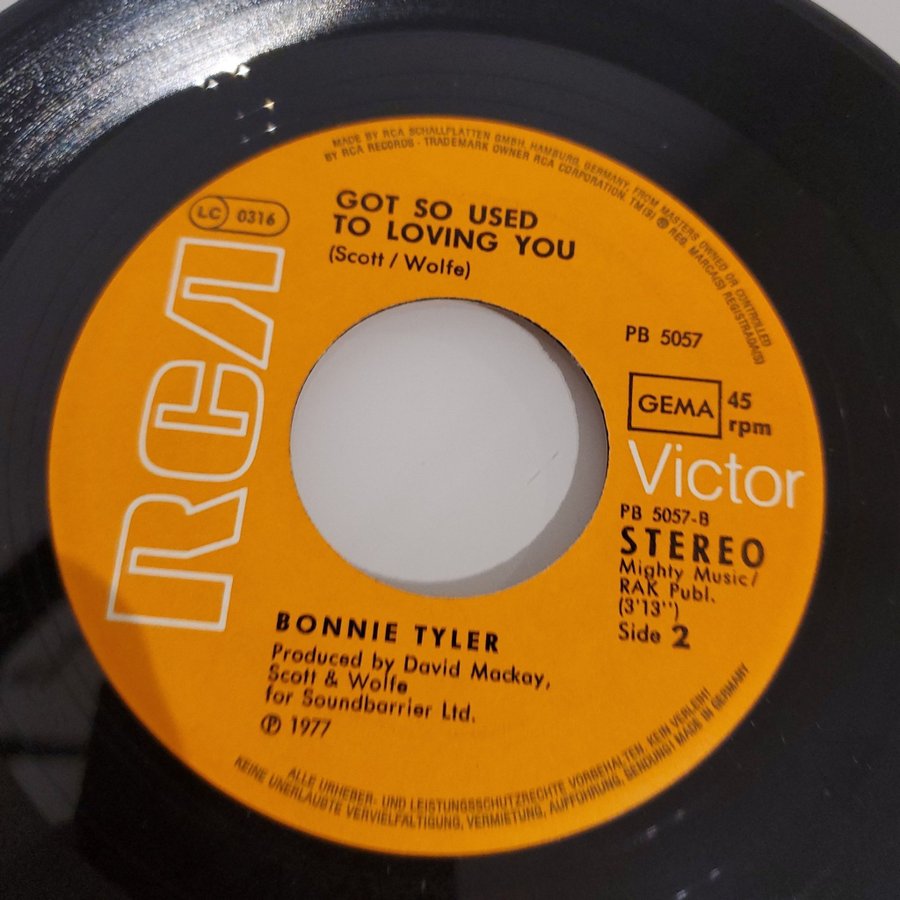 MADE BY RCA SCHALLPLATTEN GMBH, HAMBURG, GERMANY, FROM MASTERS OWNED OR CONTROLLED
BY RCA RECORDS · TRADEMARK OWNER RCA CORPORATION. TM(S) ® REG. MARCA(S) REGISTRADA(S)
LC 0316
GOT SO USED
TO LOVING YOU
(Scott / Wolfe)
RCA
PB 5057
GEMA
45
rpm
Victor
PB 5057-B
STEREO
Mighty Music/
RAK Publ.
(3'13'')
Side 2
BONNIE TYLER
Produced by David Mackay,
Scott & Wolfe
for Soundbarrier Ltd.
℗ 1977
ALLE URHEBER- UND LEISTUNGSSCHUTZRECHTE VORBEHALTEN. KEIN VERLEIH!
KEINE UNERLAUBTE VERVIELFALTIGUNG, VERMIETUNG, AUFFÜHRUNG, SENDUNG! MADE IN GERMANY